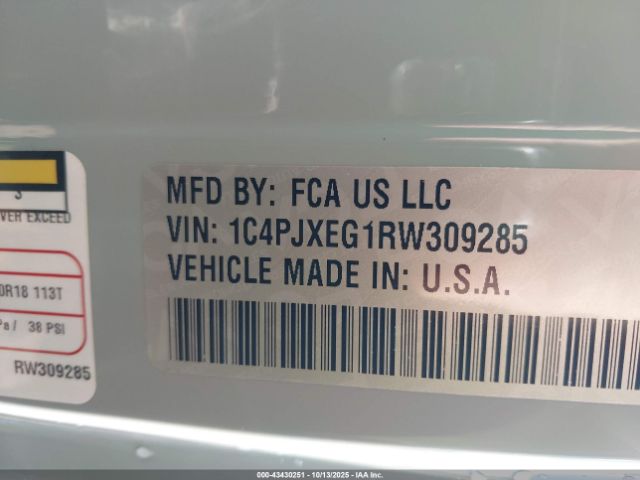 MFD BY: FCA US LLC
VIN: 1C4PJXEG1RW309285
VEHICLE MADE IN: U.S.A.
3
VER EXCEED
0R18 113T
Pa / 38 PSI
RW309285
000-43430251 - 10/13/2025 - IAA Inc.